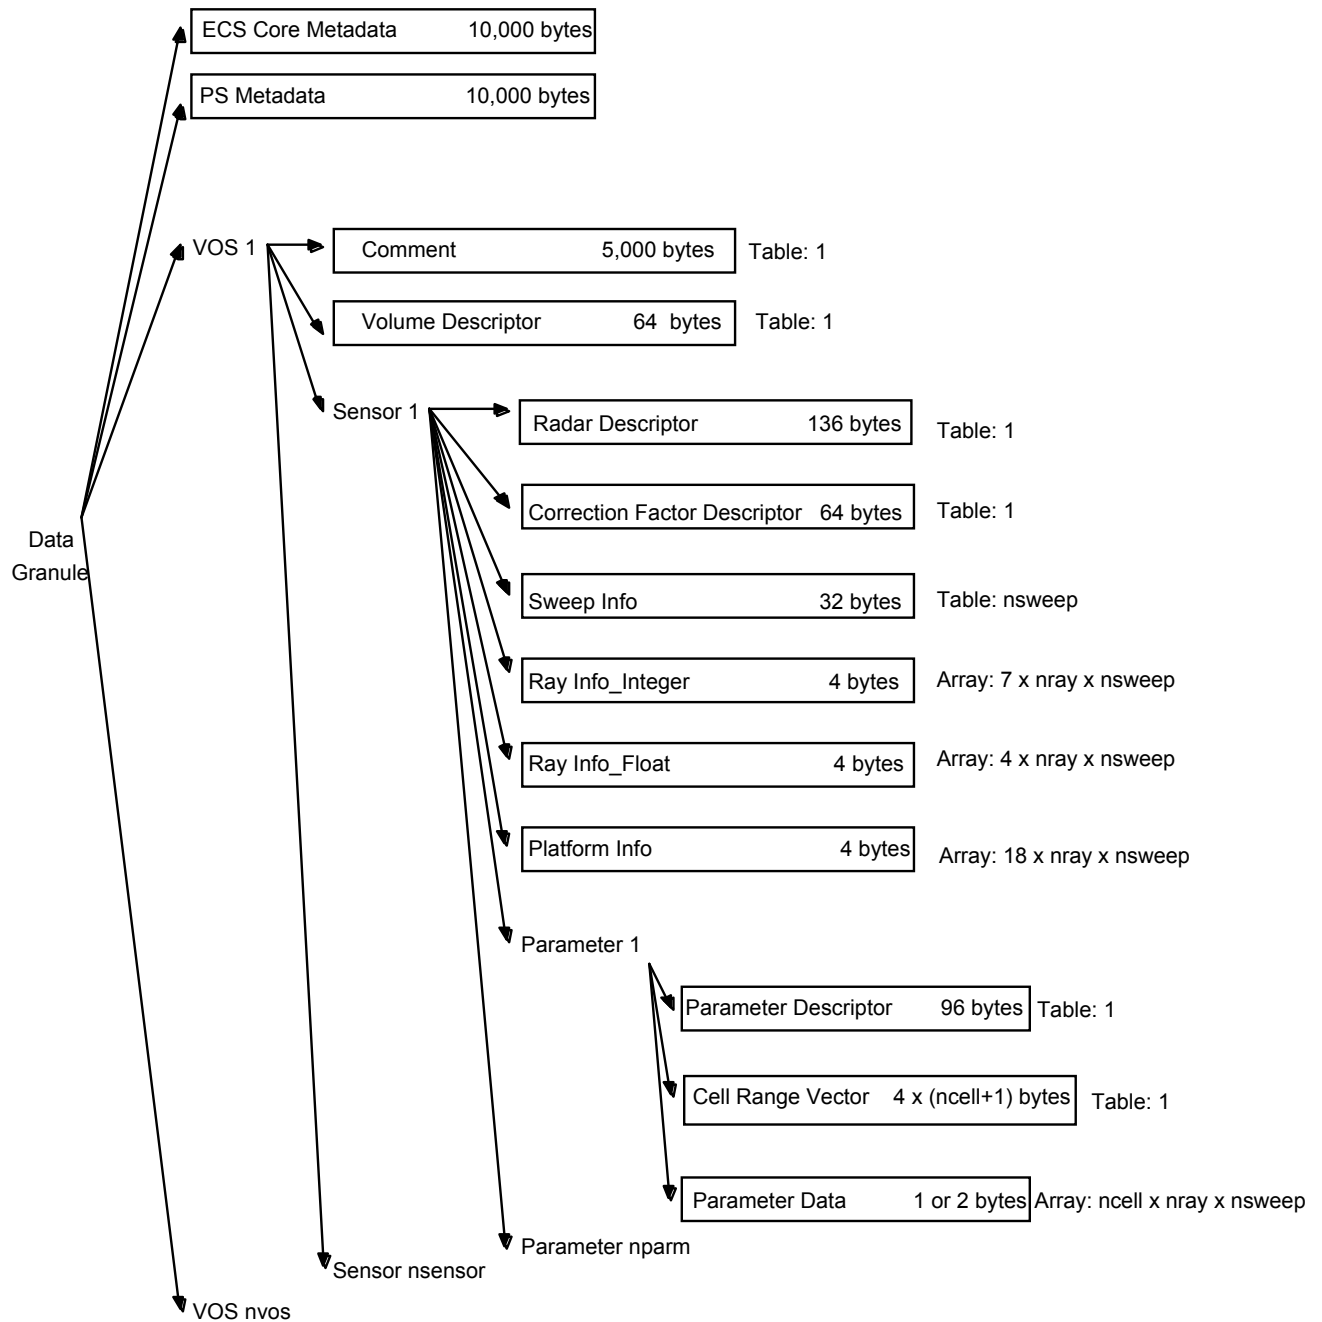 ECS Core Metadata 10,000 bytes
PS Metadata 10,000 bytes
VOS 1
Comment 5,000 bytes Table: 1
Volume Descriptor 64 bytes Table: 1
Sensor 1
Radar Descriptor 136 bytes Table: 1
Correction Factor Descriptor 64 bytes Table: 1
Data
Granule
Sweep Info 32 bytes Table: nsweep
Ray Info_Integer 4 bytes Array: 7 x nray x nsweep
Ray Info_Float 4 bytes Array: 4 x nray x nsweep
Platform Info 4 bytes Array: 18 x nray x nsweep
Parameter 1
Parameter Descriptor 96 bytes Table: 1
Cell Range Vector 4 x (ncell+1) bytes Table: 1
Parameter Data 1 or 2 bytes Array: ncell x nray x nsweep
Parameter nparm
Sensor nsensor
VOS nvos